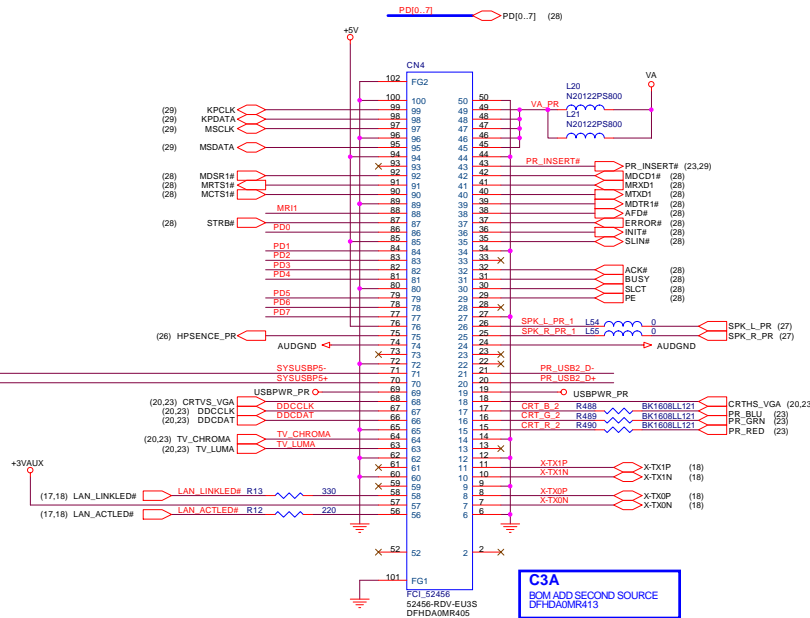 PD[0..7] PD[0..7] (28)
+5V
CN4
102 FG2
L20 VA
N20122PS800
100 100 50 50
(29) KPCLK 99 99 49 49 VA_PR L21
(29) KPDATA 98 98 48 48 N20122PS800
(29) MSCLK 97 97 47 47
96 96 46 46
(29) MSDATA 95 95 45 45
94 94 44 44
93 93 43 43 PR_INSERT# PR_INSERT# (23,29)
(28) MDSR1# 92 92 42 42 MDCD1# (28)
(28) MRTS1# 91 91 41 41 MRXD1 (28)
(28) MCTS1# 90 90 40 40 MTXD1 (28)
89 89 39 39 MDTR1# (28)
MRI1 88 88 38 38 AFD# (28)
(28) STRB# 87 87 37 37 ERROR# (28)
PD0 86 86 36 36 INIT# (28)
85 85 35 35 SLIN# (28)
PD1 84 84 34 34
PD2 83 83 33 33
PD3 82 82 32 32 ACK# (28)
PD4 81 81 31 31 BUSY (28)
80 80 30 30 SLCT (28)
PD5 79 79 29 29 PE (28)
PD6 78 78 28 28
PD7 77 77 27 27
76 76 26 26 SPK_L_PR_1 L54 0 SPK_L_PR (27)
(26) HPSENCE_PR 75 75 25 25 SPK_R_PR_1 L55 0 SPK_R_PR (27)
AUDGND 74 74 24 24 AUDGND
73 73 23 23
72 72 22 22
SYSUSBP5- 71 71 21 21 PR_USB2_D-
SYSUSBP5+ 70 70 20 20 PR_USB2_D+
USBPWR_PR 69 69 19 19 USBPWR_PR
(20,23) CRTVS_VGA 68 68 18 18 CRTHS_VGA (20,23
(20,23) DDCCLK DDCCLK 67 67 17 17 CRT_B_2 R488 BK1608LL121 PR_BLU (23)
(20,23) DDCDAT DDCDAT 66 66 16 16 CRT_G_2 R489 BK1608LL121 PR_GRN (23)
65 65 15 15 CRT_R_2 R490 BK1608LL121 PR_RED (23)
(20,23) TV_CHROMA TV_CHROMA 64 64 14 14
(20,23) TV_LUMA TV_LUMA 63 63 13 13
62 62 12 12
+3VAUX 61 61 11 11 X-TX1P X-TX1P (18)
60 60 10 10 X-TX1N X-TX1N (18)
59 59 9 9
(17,18) LAN_LINKLED# LAN_LINKLED# R13 330 58 58 8 8 X-TX0P X-TX0P (18)
57 57 7 7 X-TX0N X-TX0N (18)
(17,18) LAN_ACTLED# LAN_ACTLED# R12 220 56 56 6 6
52 52 2 2
101 FG1
FCI_52456
52456-RDV-EU3S
DFHDA0MR405
C3A
BOM ADD SECOND SOURCE
DFHDA0MR413